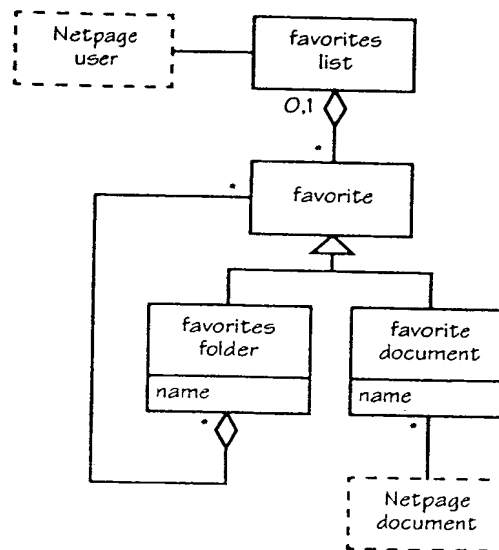 Netpage
user
favorites
list
0,1
*
*
favorite
favorites
folder
name
*
favorite
document
name
*
Netpage
document